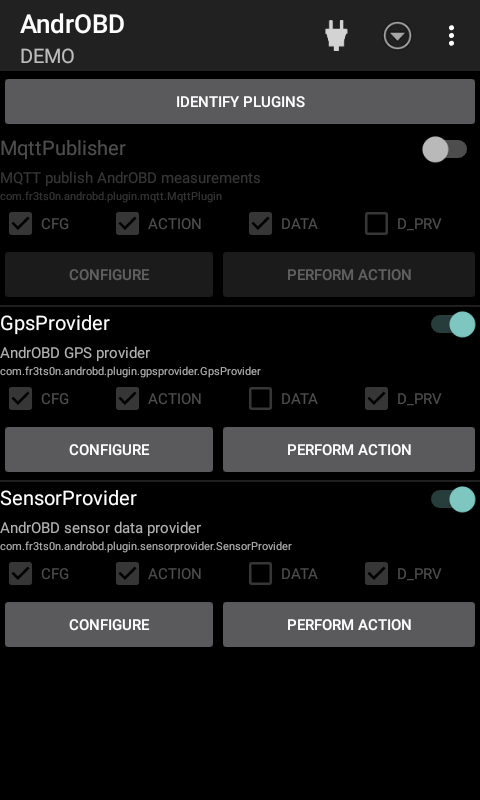 AndrOBD
DEMO
IDENTIFY PLUGINS
MqttPublisher
MQTT publish AndrOBD measurements
com.fr3ts0n.androbd.plugin.mqtt.MqttPlugin
CFG ACTION DATA D_PRV
CONFIGURE PERFORM ACTION
GpsProvider
AndrOBD GPS provider
com.fr3ts0n.androbd.plugin.gpsprovider.GpsProvider
CFG ACTION DATA D_PRV
CONFIGURE PERFORM ACTION
SensorProvider
AndrOBD sensor data provider
com.fr3ts0n.androbd.plugin.sensorprovider.SensorProvider
CFG ACTION DATA D_PRV
CONFIGURE PERFORM ACTION